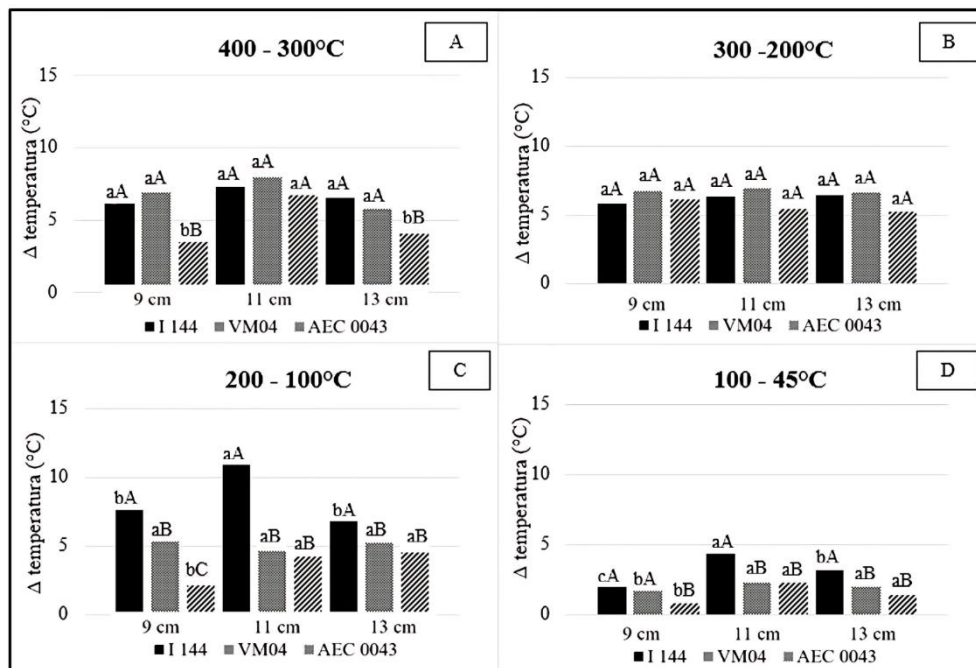 400 - 300°C
A
Δ temperatura (°C)
15
10
5
0
aA aA bB aA aA aA aA aA bB
9 cm 11 cm 13 cm
I 144 VM04 AEC 0043
300 -200°C
B
Δ temperatura (°C)
15
10
5
0
aA aA aA aA aA aA aA aA aA
9 cm 11 cm 13 cm
I 144 VM04 AEC 0043
200 - 100°C
C
Δ temperatura (°C)
15
10
5
0
bA aB bC aA aB aB bA aB aB
9 cm 11 cm 13 cm
I 144 VM04 AEC 0043
100 - 45°C
D
Δ temperatura (°C)
15
10
5
0
cA bA bB aA aB aB bA aB aB
9 cm 11 cm 13 cm
I 144 VM04 AEC 0043